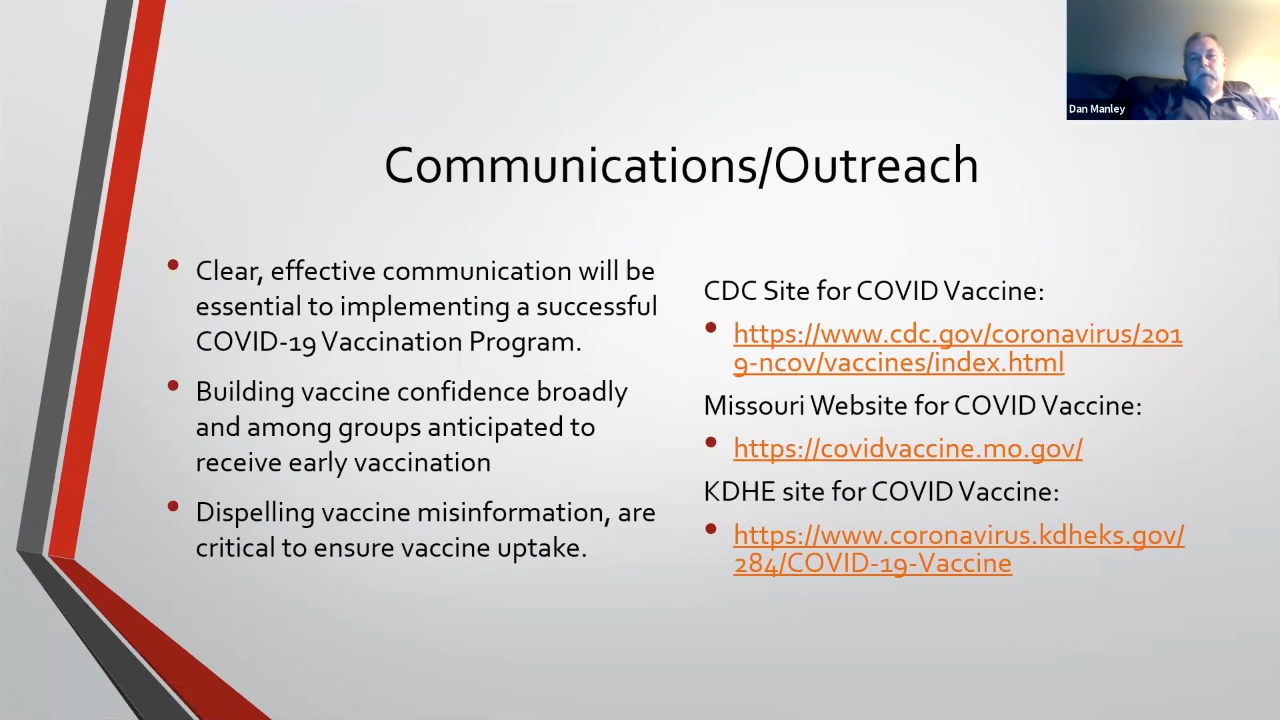 Dan Manley
Communications/Outreach
• Clear, effective communication will be
essential to implementing a successful
COVID-19 Vaccination Program.
• Building vaccine confidence broadly
and among groups anticipated to
receive early vaccination
• Dispelling vaccine misinformation, are
critical to ensure vaccine uptake.
CDC Site for COVID Vaccine:
• https://www.cdc.gov/coronavirus/201
9-ncov/vaccines/index.html
Missouri Website for COVID Vaccine:
• https://covidvaccine.mo.gov/
KDHE site for COVID Vaccine:
• https://www.coronavirus.kdheks.gov/
284/COVID-19-Vaccine